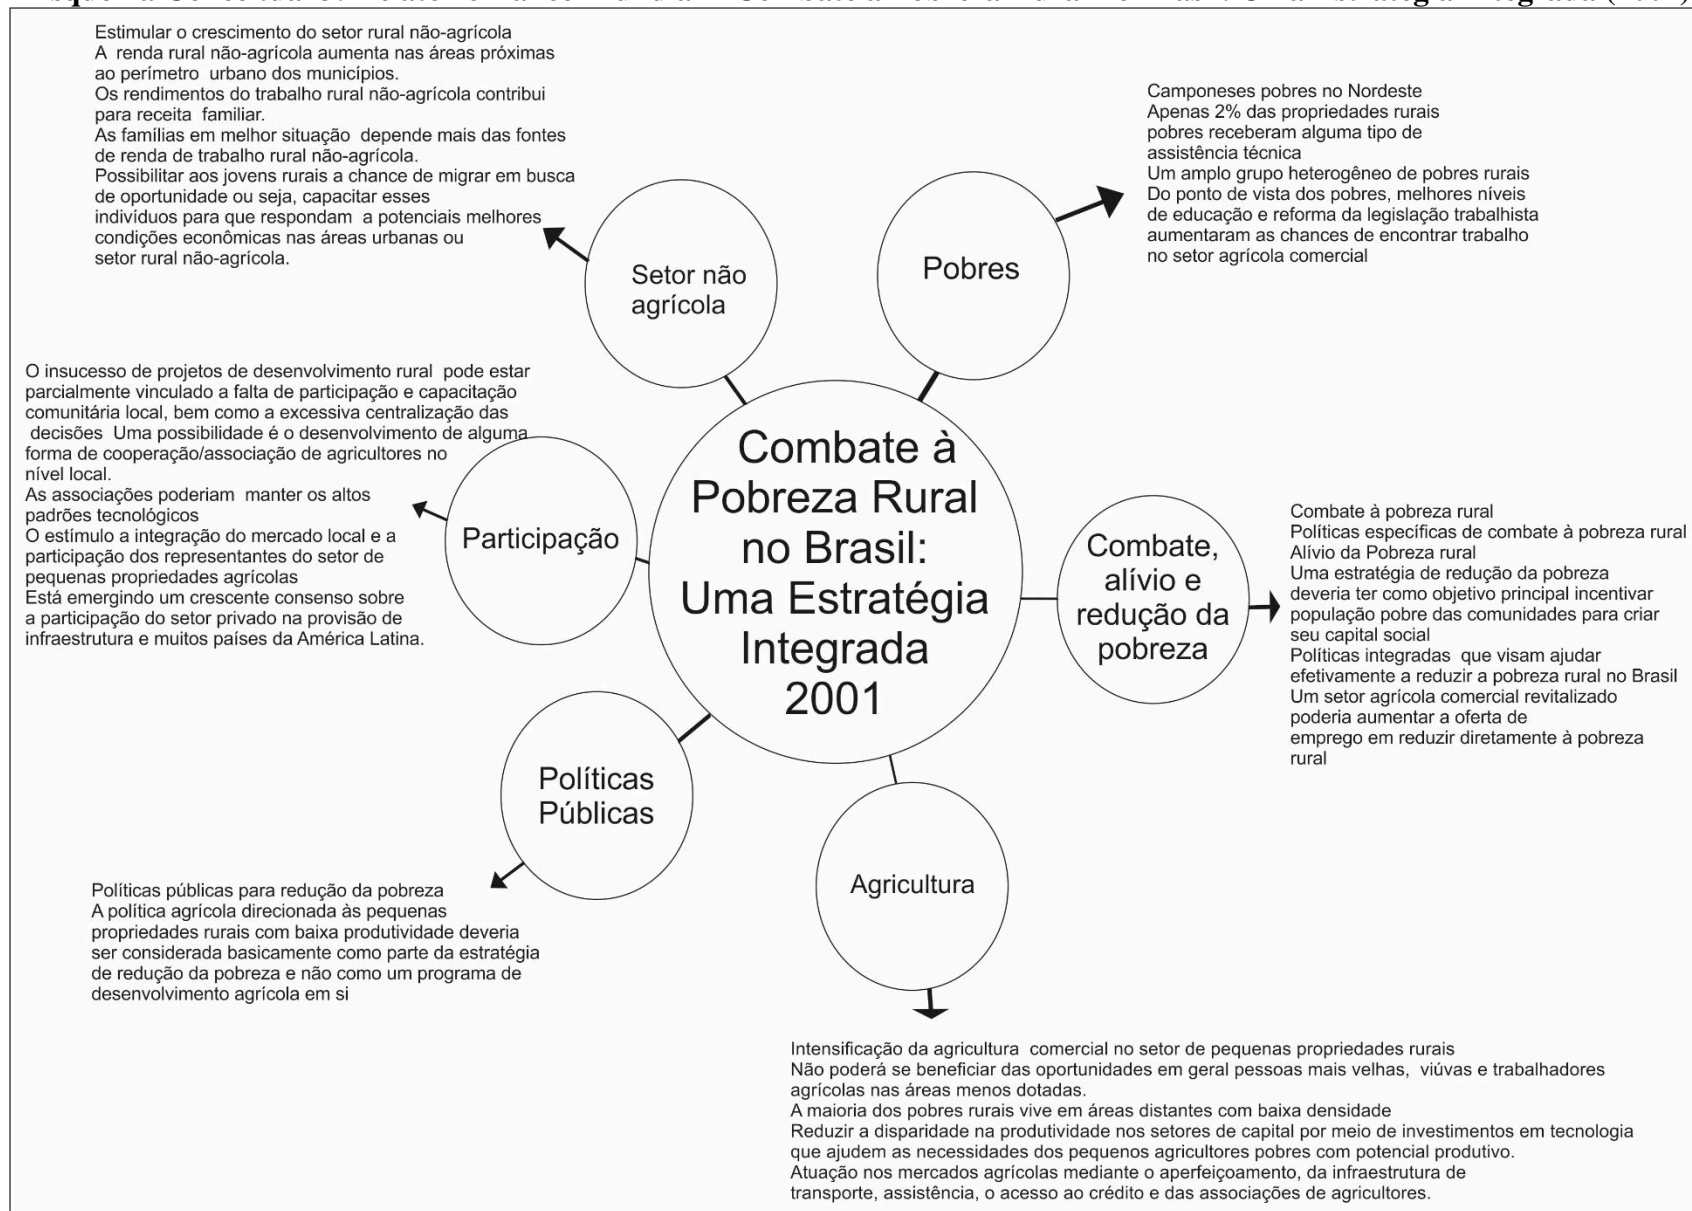 Estimular o crescimento do setor rural não-agrícola
A renda rural não-agrícola aumenta nas áreas próximas
ao perímetro urbano dos municípios.
Os rendimentos do trabalho rural não-agrícola contribui
para receita familiar.
As famílias em melhor situação depende mais das fontes
de renda de trabalho rural não-agrícola.
Possibilitar aos jovens rurais a chance de migrar em busca
de oportunidade ou seja, capacitar esses
indivíduos para que respondam a potenciais melhores
condições econômicas nas áreas urbanas ou
setor rural não-agrícola.
Setor não
agrícola
Camponeses pobres no Nordeste
Apenas 2% das propriedades rurais
pobres receberam alguma tipo de
assistência técnica
Um amplo grupo heterogêneo de pobres rurais
Do ponto de vista dos pobres, melhores níveis
de educação e reforma da legislação trabalhista
aumentaram as chances de encontrar trabalho
no setor agrícola comercial
Pobres
O insucesso de projetos de desenvolvimento rural pode estar
parcialmente vinculado a falta de participação e capacitação
comunitária local, bem como a excessiva centralização das
decisões Uma possibilidade é o desenvolvimento de alguma
forma de cooperação/associação de agricultores no
nível local.
As associações poderiam manter os altos
padrões tecnológicos
O estímulo a integração do mercado local e a
participação dos representantes do setor de
pequenas propriedades agrícolas
Está emergindo um crescente consenso sobre
a participação do setor privado na provisão de
infraestrutura e muitos países da América Latina.
Participação
Combate à
Pobreza Rural
no Brasil:
Uma Estratégia
Integrada
2001
Combate,
alívio e
redução da
pobreza
Combate à pobreza rural
Políticas específicas de combate à pobreza rural
Alívio da Pobreza rural
Uma estratégia de redução da pobreza
deveria ter como objetivo principal incentivar
população pobre das comunidades para criar
seu capital social
Políticas integradas que visam ajudar
efetivamente a reduzir a pobreza rural no Brasil
Um setor agrícola comercial revitalizado
poderia aumentar a oferta de
emprego em reduzir diretamente à pobreza
rural
Políticas
Públicas
Políticas públicas para redução da pobreza
A política agrícola direcionada às pequenas
propriedades rurais com baixa produtividade deveria
ser considerada basicamente como parte da estratégia
de redução da pobreza e não como um programa de
desenvolvimento agrícola em si
Agricultura
Intensificação da agricultura comercial no setor de pequenas propriedades rurais
Não poderá se beneficiar das oportunidades em geral pessoas mais velhas, viúvas e trabalhadores
agrícolas nas áreas menos dotadas.
A maioria dos pobres rurais vive em áreas distantes com baixa densidade
Reduzir a disparidade na produtividade nos setores de capital por meio de investimentos em tecnologia
que ajudem as necessidades dos pequenos agricultores pobres com potencial produtivo.
Atuação nos mercados agrícolas mediante o aperfeiçoamento, da infraestrutura de
transporte, assistência, o acesso ao crédito e das associações de agricultores.